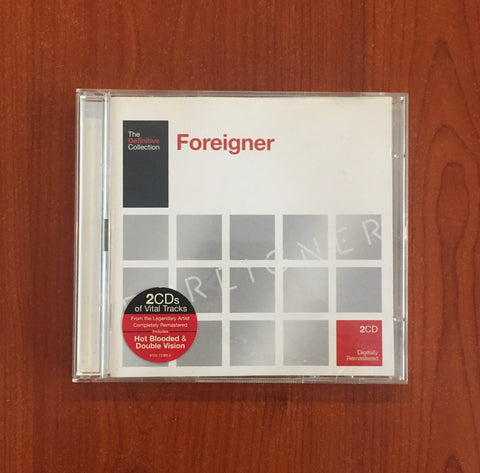 The
Definitive
Collection
Foreigner
FOREIGNER
2CDs
of Vital Tracks
From the Legendary Artist
Completely Remastered
Includes
Hot Blooded &
Double Vision
2CD
Digitally
Remastered